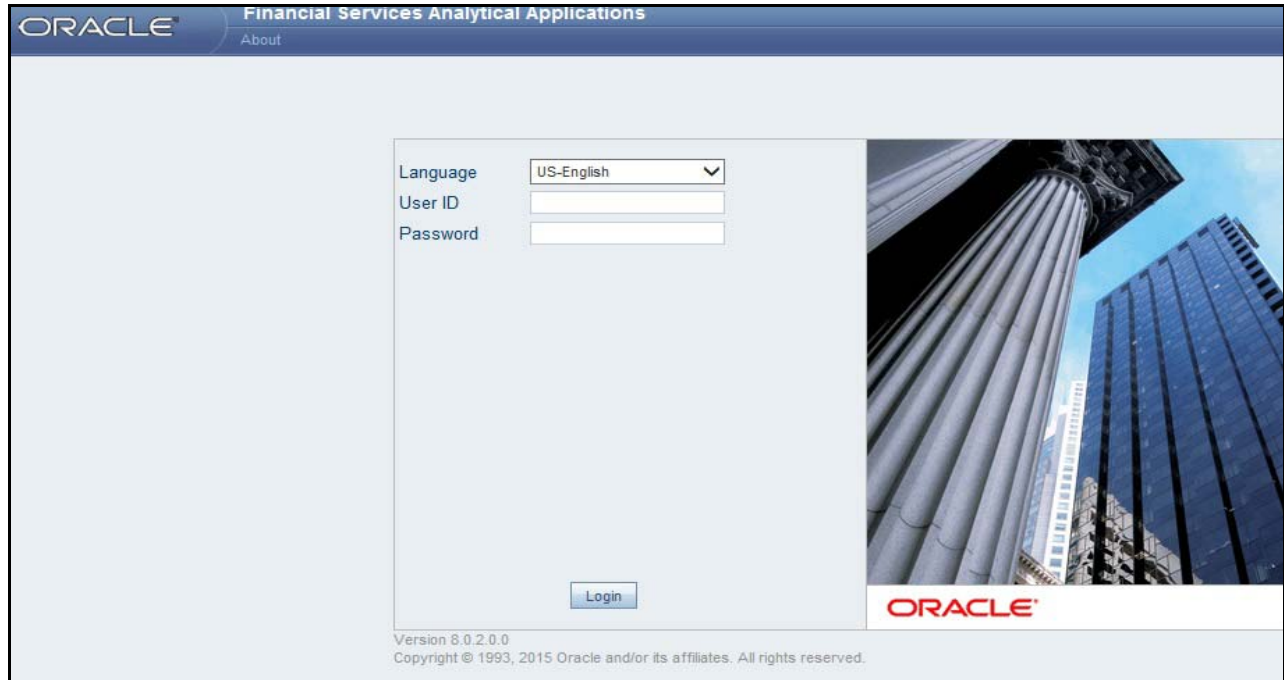 ORACLE
Financial Services Analytical Applications
About
Language US-English
User ID
Password
Login
ORACLE
Version 8.0.2.0.0
Copyright © 1993, 2015 Oracle and/or its affiliates. All rights reserved.